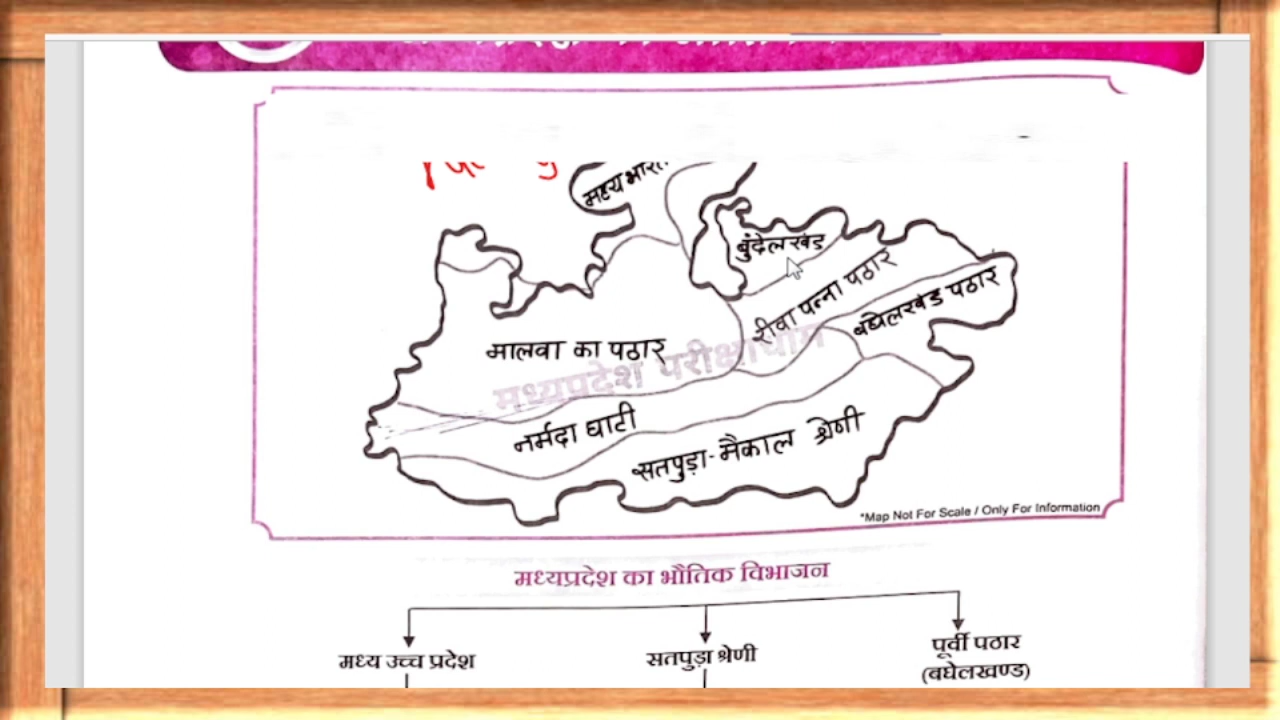 मध्य भारत
बुंदेलखंड
रीवा पन्ना पठार
बघेलखंड पठार
मालवा का पठार
मध्यप्रदेश परीक्षाधाम
नर्मदा घाटी
सतपुड़ा-मैकाल श्रेणी
*Map Not For Scale / Only For Information
मध्यप्रदेश का भौतिक विभाजन
मध्य उच्च प्रदेश
सतपुड़ा श्रेणी
पूर्वी पठार
(बघेलखण्ड)